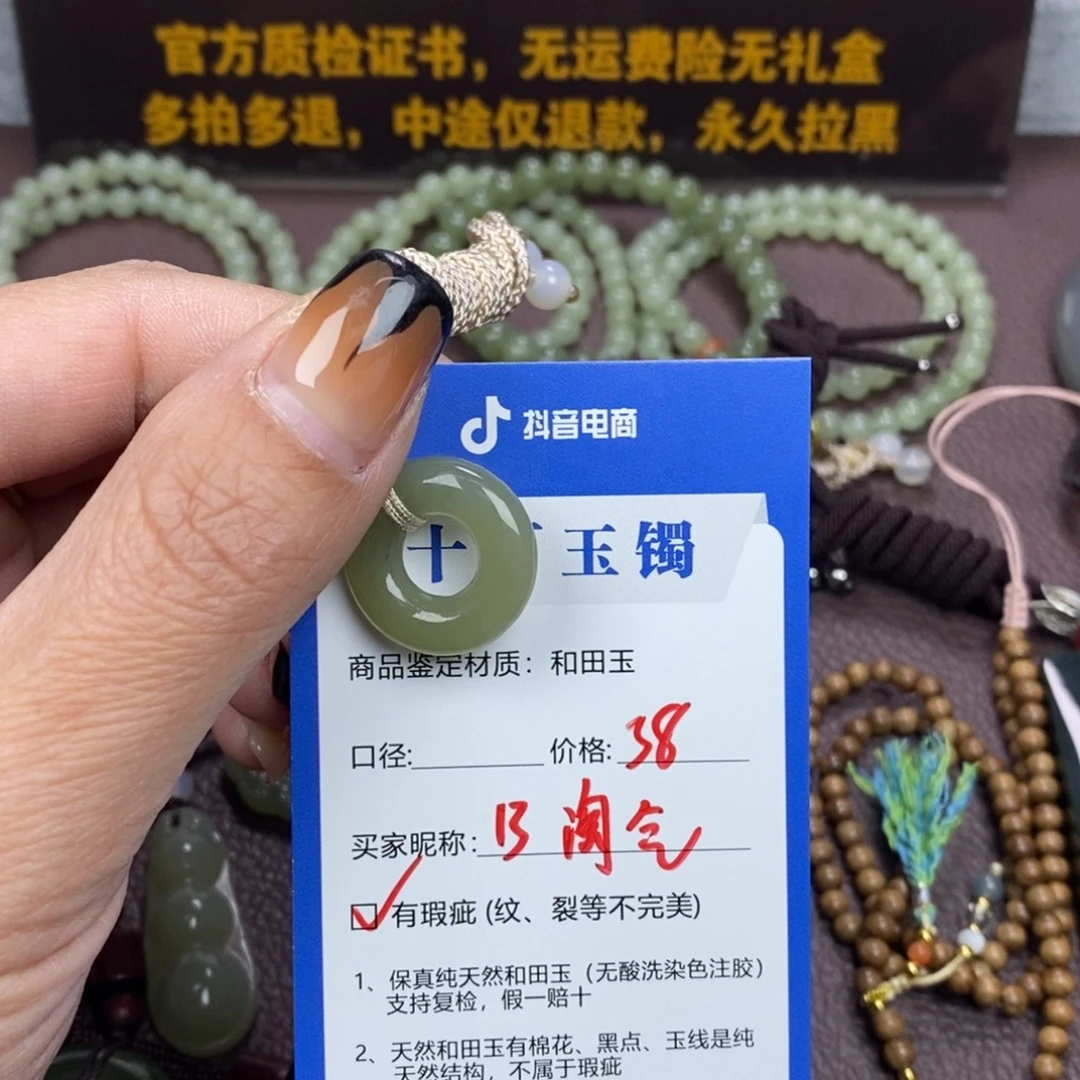 官方质检证书，无运费险无礼盒
多拍多退，中途仅退款，永久拉黑
抖音电商
十 玉镯
商品鉴定材质：和田玉
口径:________ 价格: 38
买家昵称: 13 淘气
☑ 有瑕疵 (纹、裂等不完美)
1、保真纯天然和田玉（无酸洗染色注胶）
支持复检，假一赔十
2、天然和田玉有棉花、黑点、玉线是纯
天然结构，不属于瑕疵